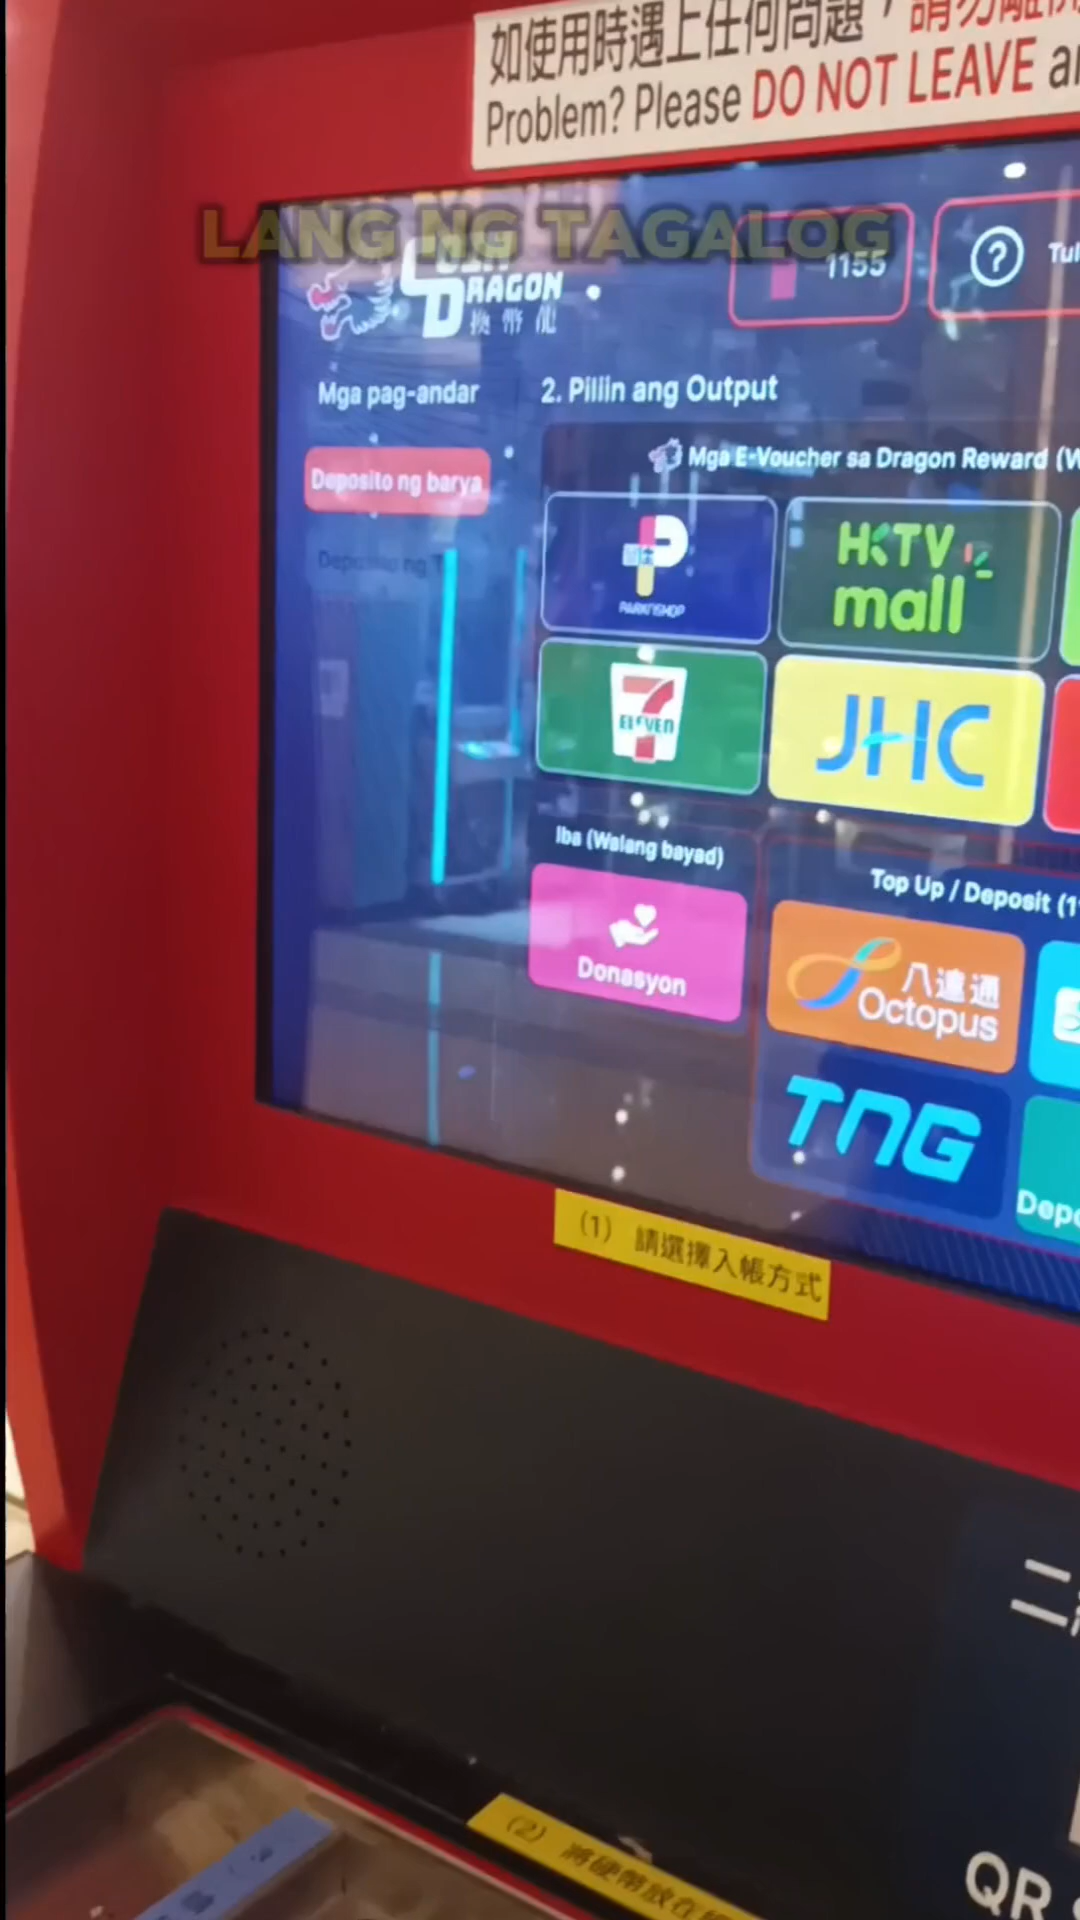 如使用時遇上任何問題，請勿離開
Problem? Please DO NOT LEAVE
LANG NG TAGALOG
DRAGON
換幣龍
1155
Mga pag-andar
2. Piliin ang Output
Mga E-Voucher sa Dragon Reward
Deposito ng barya
Deposito ng
PARKNSHOP
HKTV
mall
7
ELEVEN
JHC
Iba (Walang bayad)
Top Up / Deposit
Donasyon
八達通
Octopus
TNG
(1) 請選擇入帳方式
(2) 將硬幣放在
QR